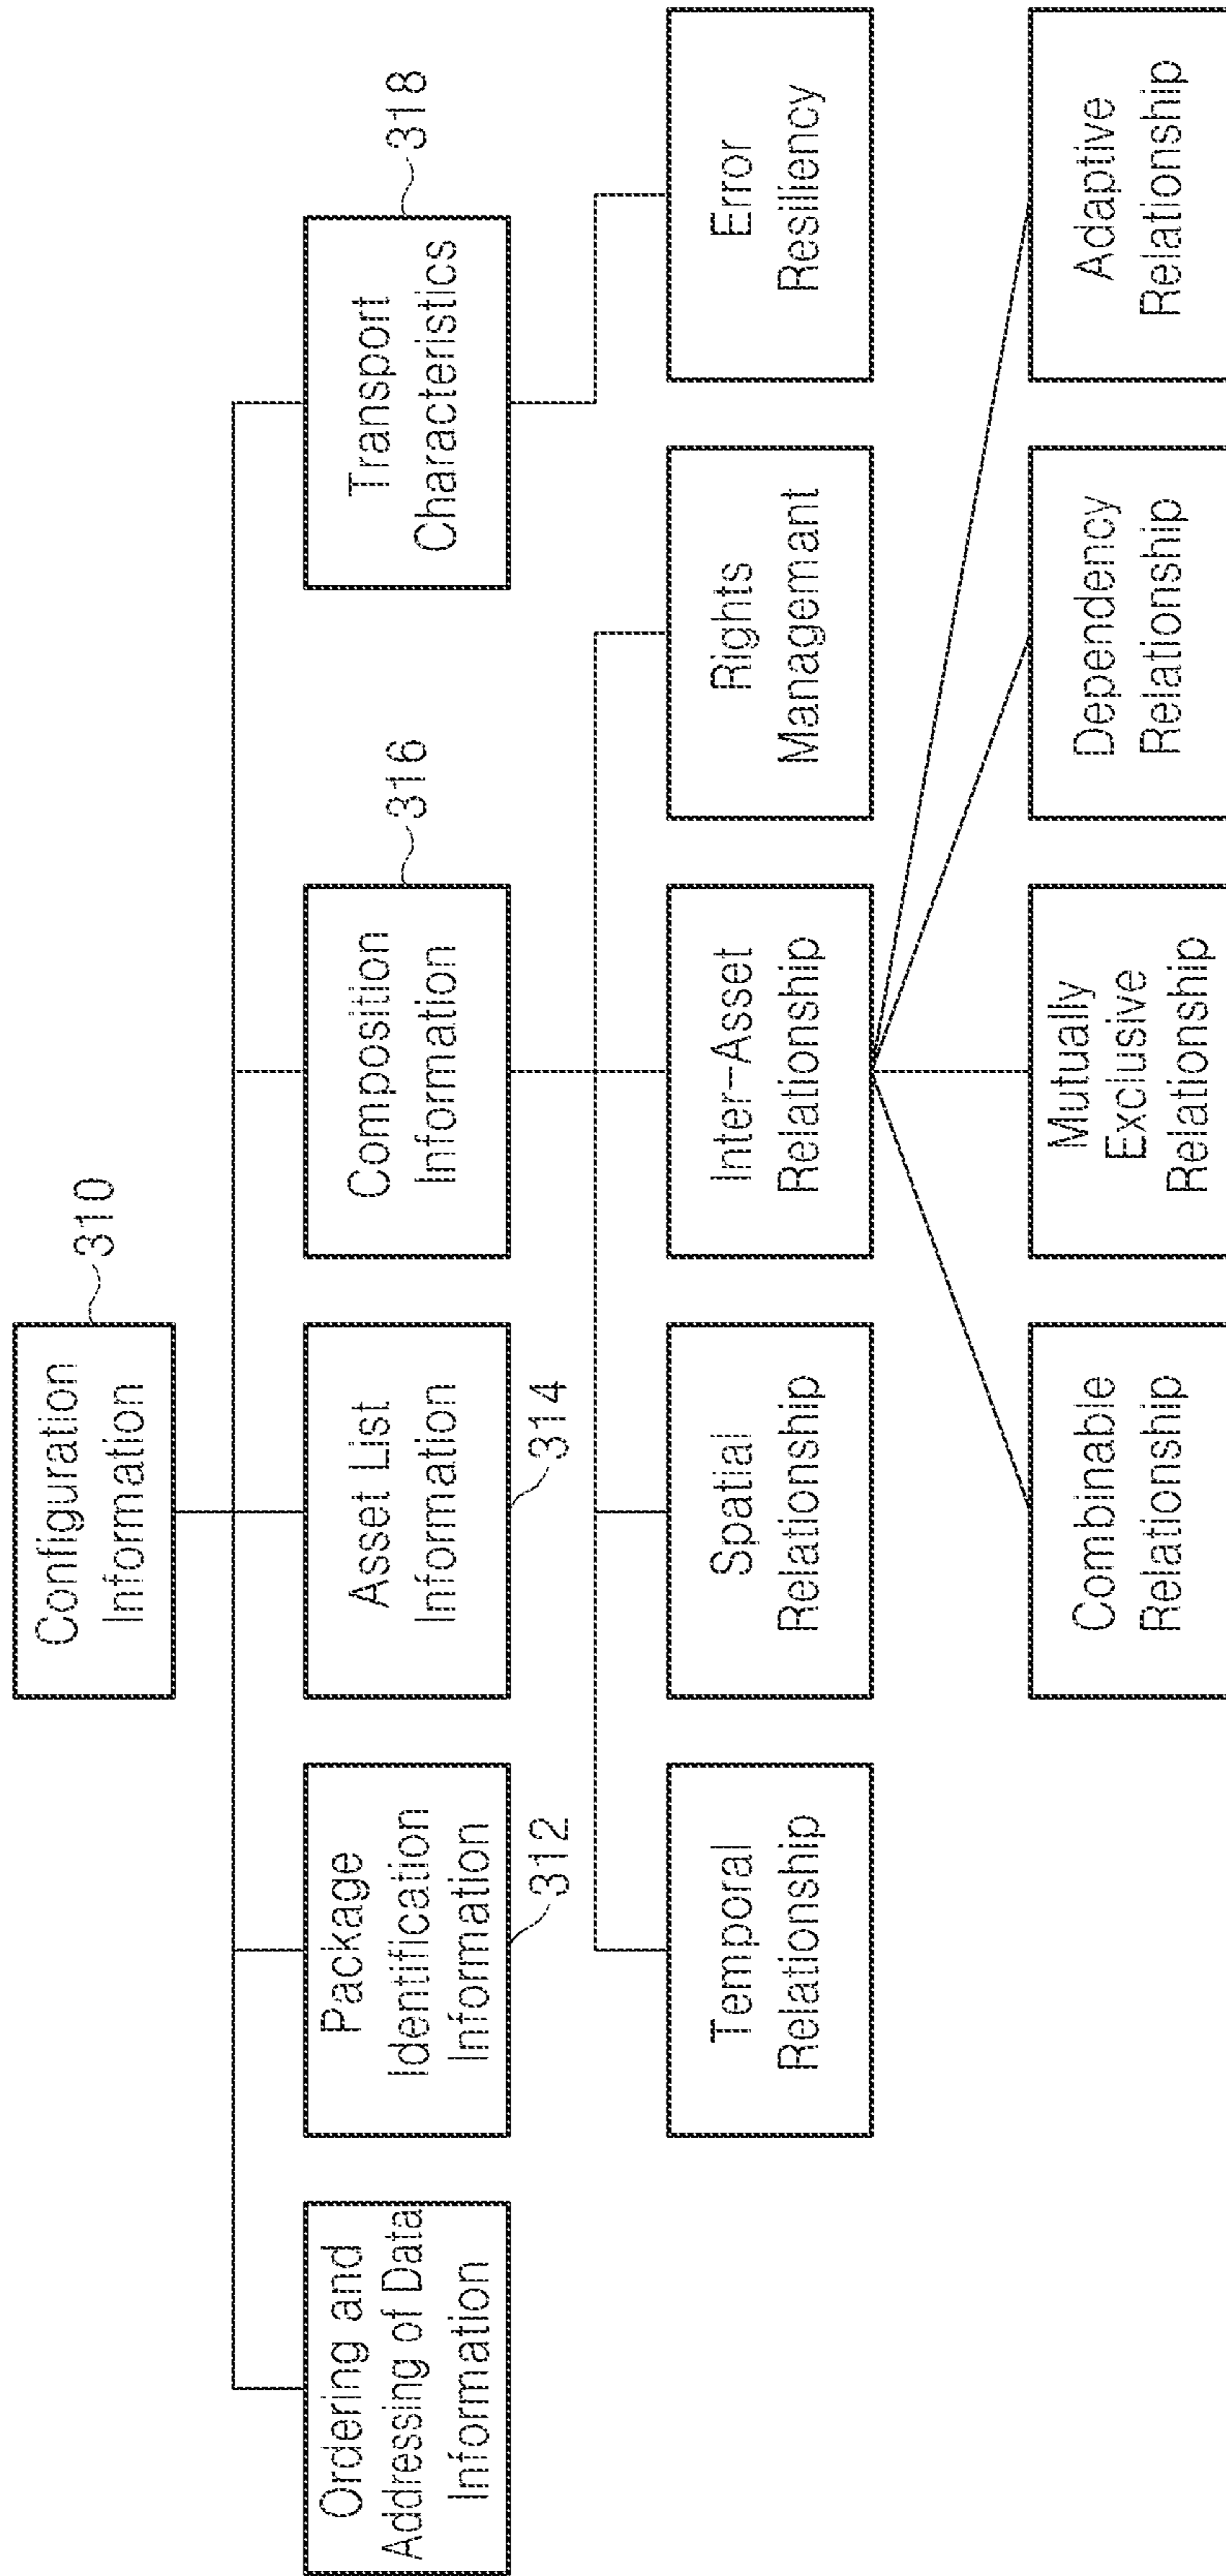 Configuration
Information
310
Ordering and
Addressing of Data
Information
Package
Identification
Information
312
Asset List
Information
314
Composition
Information
316
Transport
Characteristics
318
Temporal
Relationship
Spatial
Relationship
Inter-Asset
Relationship
Rights
Managemant
Error
Resiliency
Combinable
Relationship
Mutually
Exclusive
Relationship
Dependency
Relationship
Adaptive
Relationship